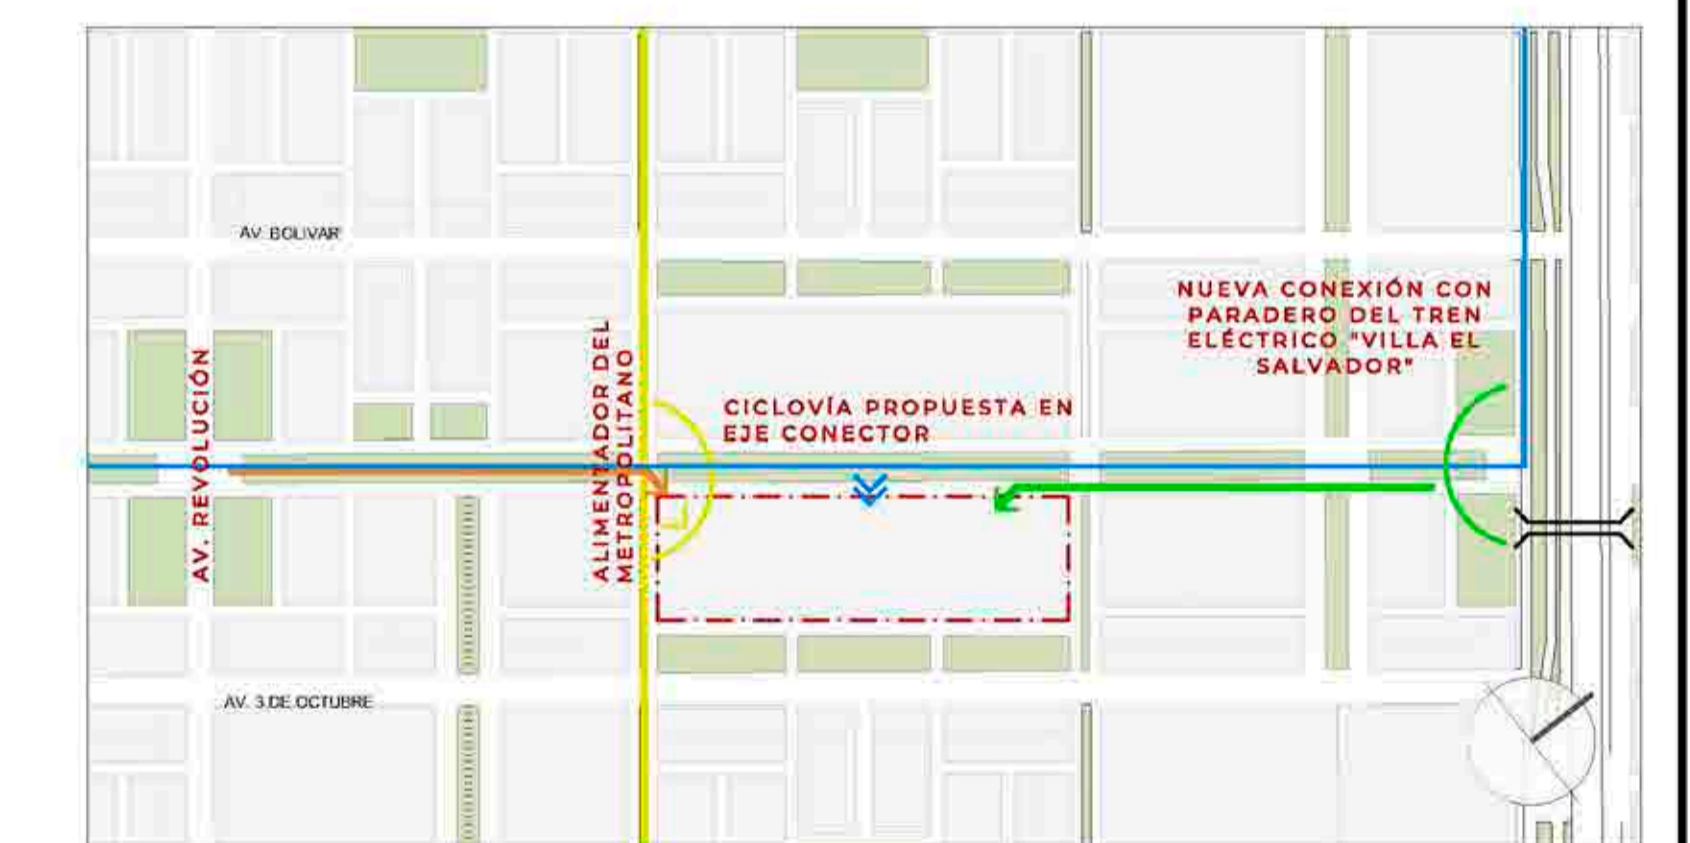 AV. BOLIVAR
NUEVA CONEXIÓN CON
PARADERO DEL TREN
ELÉCTRICO "VILLA EL
SALVADOR"
AV. REVOLUCIÓN
ALIMENTADOR DEL
METROPOLITANO
CICLOVÍA PROPUESTA EN
EJE CONECTOR
AV. 3 DE OCTUBRE